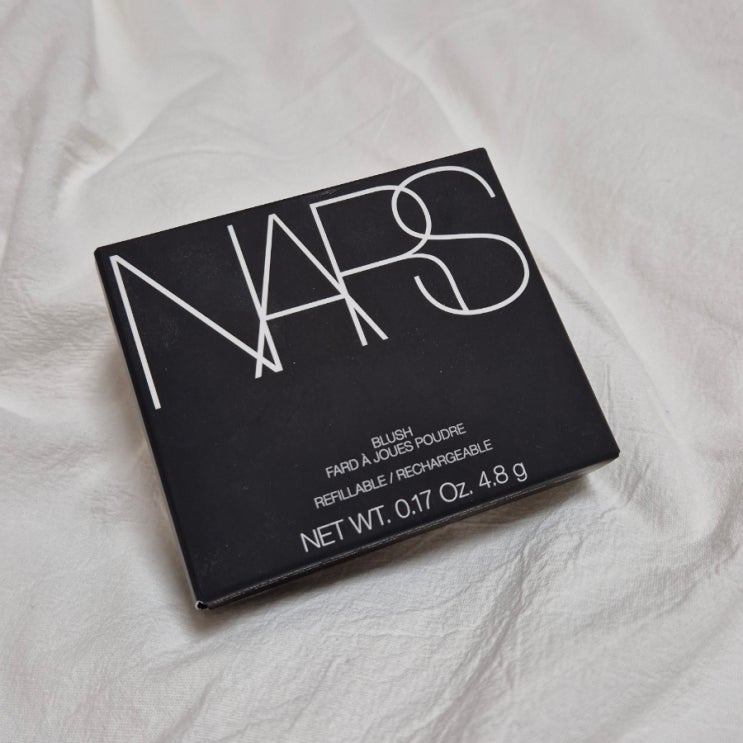 NARS
BLUSH
FARD À JOUES POUDRE
REFILLABLE / RECHARGEABLE
NET WT. 0.17 Oz. 4.8 g